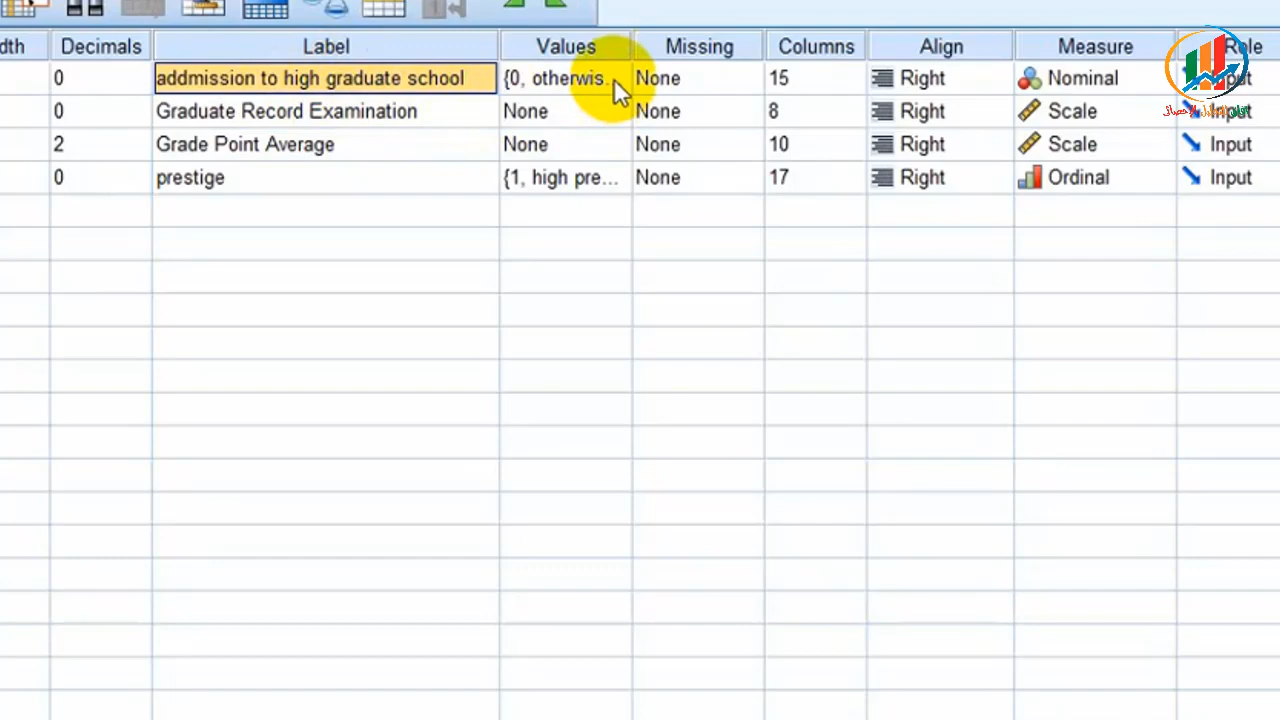 dth Decimals Label Values Missing Columns Align Measure Role
0 addmission to high graduate school {0, otherwis... None 15 Right Nominal Input
0 Graduate Record Examination None None 8 Right Scale Input
2 Grade Point Average None None 10 Right Scale Input
0 prestige {1, high pre... None 17 Right Ordinal Input